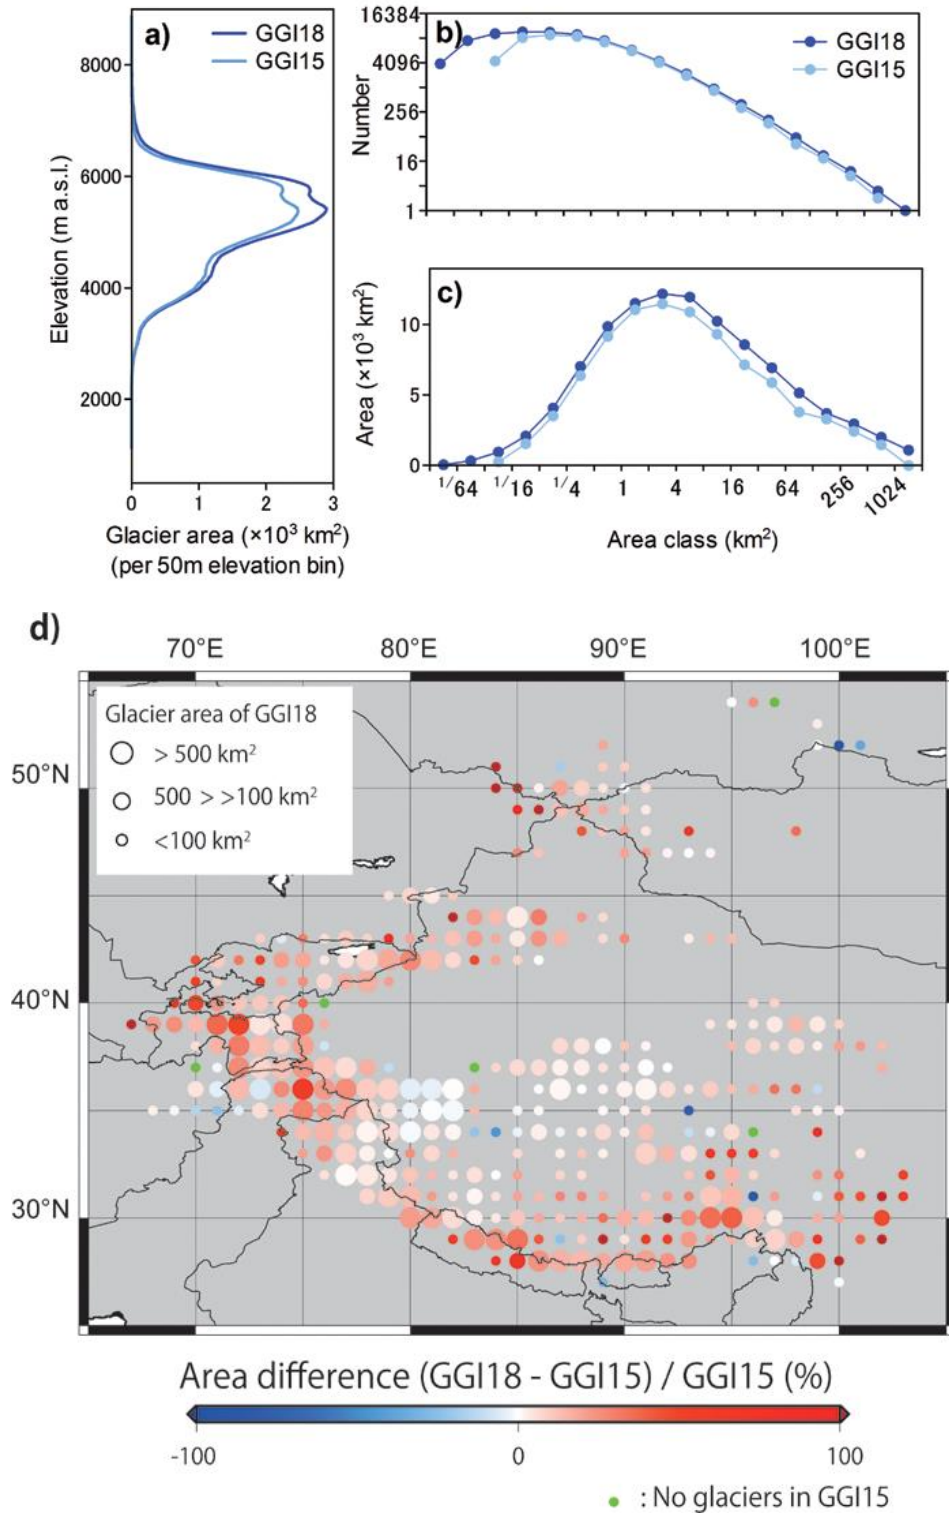 a)
GGI18
GGI15
8000
6000
4000
2000
Elevation (m a.s.l.)
0 1 2 3
Glacier area (×10³ km²)
(per 50m elevation bin)
b)
GGI18
GGI15
16384
4096
256
16
1
Number
c)
10
5
0
Area (×10³ km²)
1/64 1/16 1/4 1 4 16 64 256 1024
Area class (km²)
d)
70°E 80°E 90°E 100°E
Glacier area of GGI18
> 500 km²
500 > >100 km²
<100 km²
50°N
40°N
30°N
Area difference (GGI18 - GGI15) / GGI15 (%)
-100 0 100
: No glaciers in GGI15